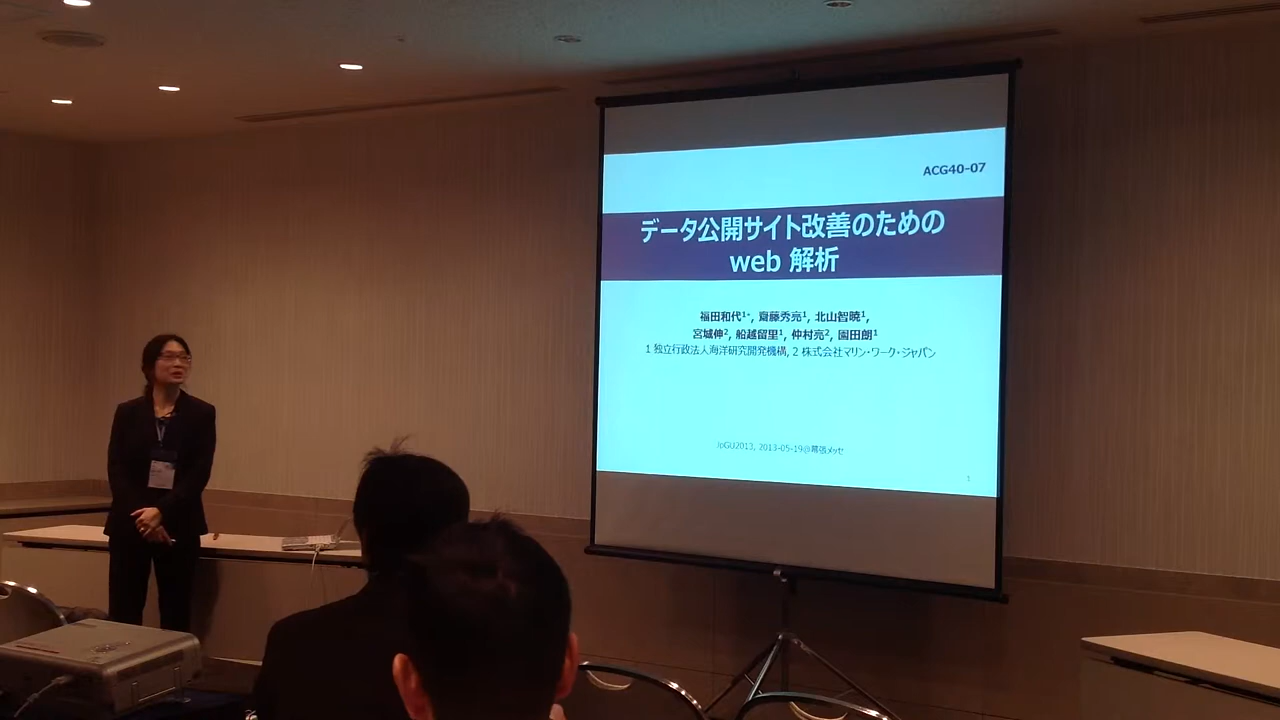 ACG40-07
データ公開サイト改善のための
web 解析
福田和代¹*, 齋藤秀亮¹, 北山智暁¹,
宮城伸², 船越留里¹, 仲村亮², 園田朗¹
1 独立行政法人海洋研究開発機構, 2 株式会社マリン・ワーク・ジャパン
JpGU2013, 2013-05-19@幕張メッセ
1